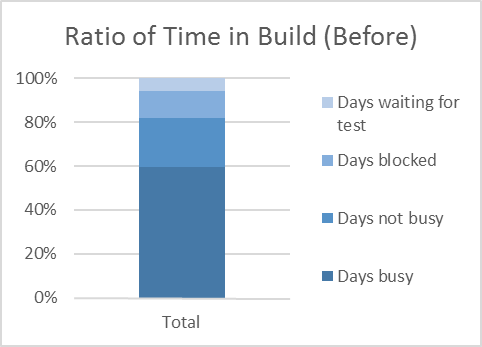 Ratio of Time in Build (Before)
100%
80%
60%
40%
20%
0%
Total
Days waiting for
test
Days blocked
Days not busy
Days busy